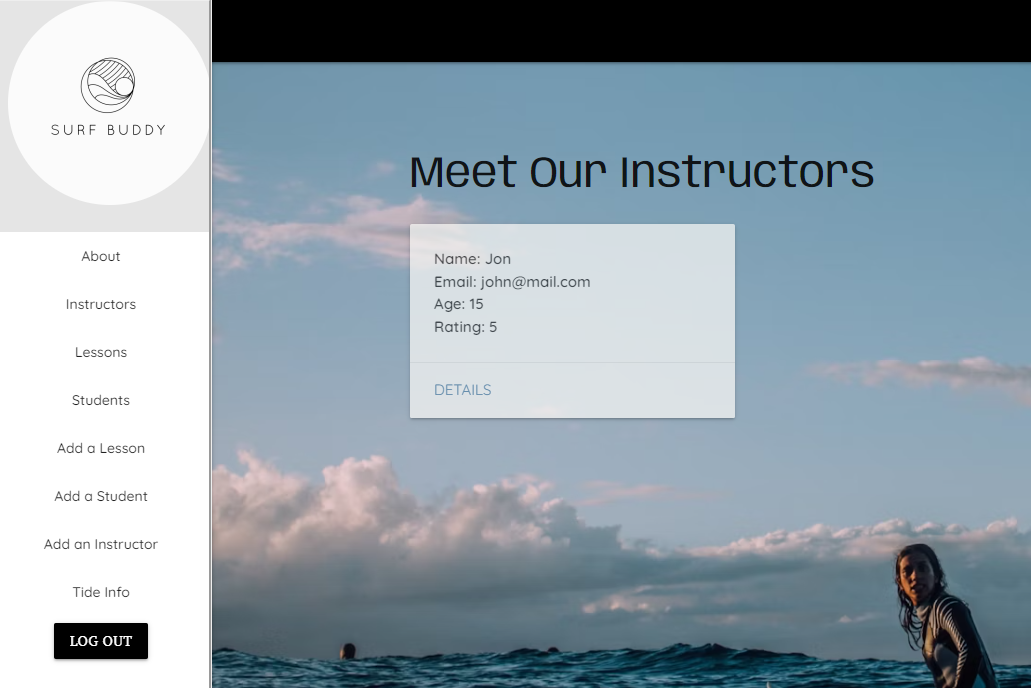 SURF BUDDY
About
Instructors
Lessons
Students
Add a Lesson
Add a Student
Add an Instructor
Tide Info
LOG OUT
Meet Our Instructors
Name: Jon
Email: john@mail.com
Age: 15
Rating: 5
DETAILS